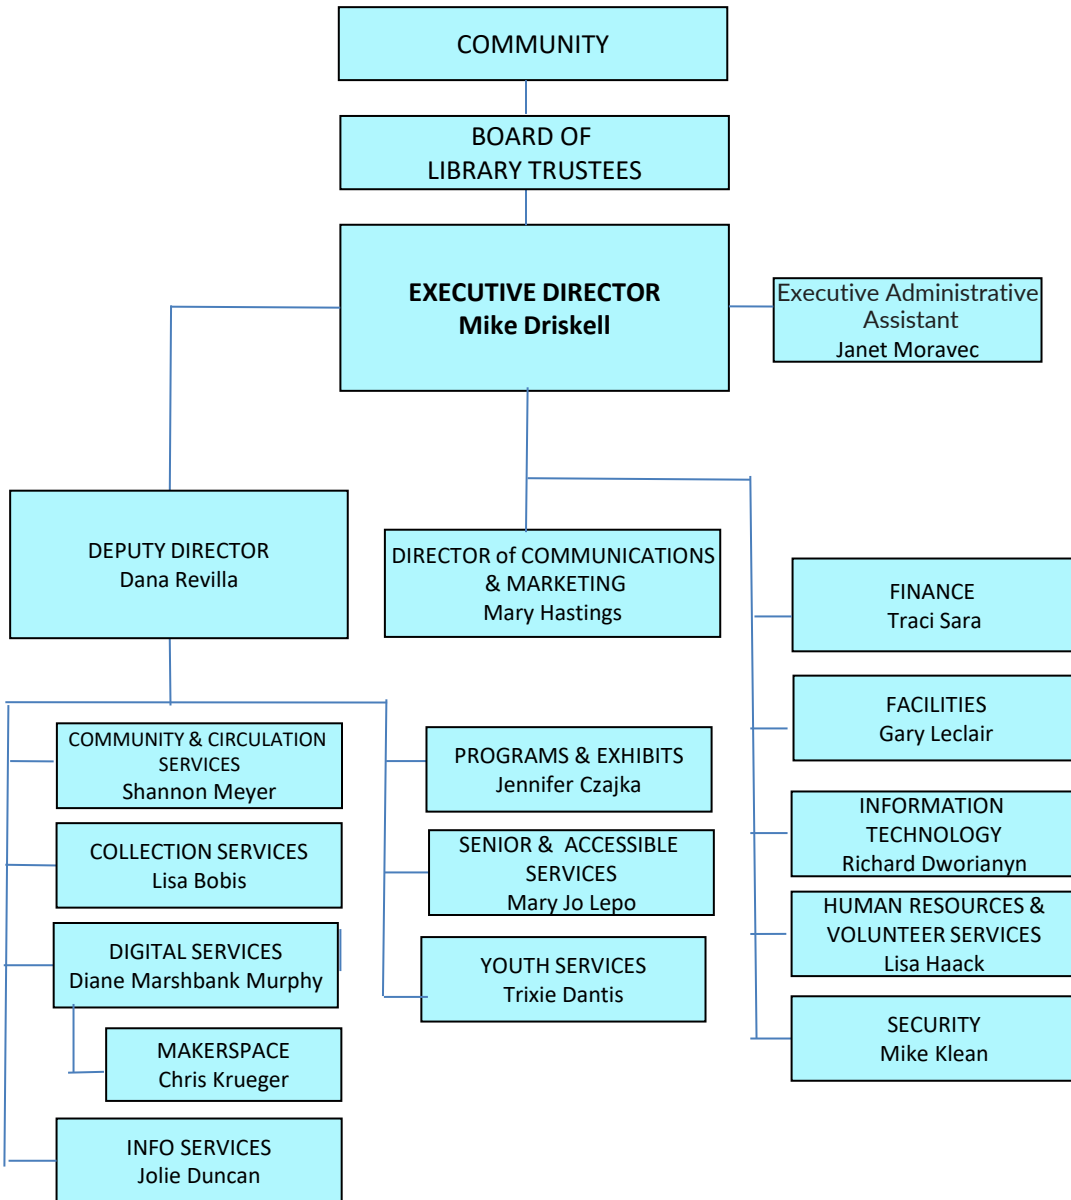 COMMUNITY
BOARD OF
LIBRARY TRUSTEES
EXECUTIVE DIRECTOR
Mike Driskell
Executive Administrative
Assistant
Janet Moravec
DEPUTY DIRECTOR
Dana Revilla
DIRECTOR of COMMUNICATIONS
& MARKETING
Mary Hastings
FINANCE
Traci Sara
FACILITIES
Gary Leclair
INFORMATION
TECHNOLOGY
Richard Dworianyn
HUMAN RESOURCES &
VOLUNTEER SERVICES
Lisa Haack
SECURITY
Mike Klean
COMMUNITY & CIRCULATION
SERVICES
Shannon Meyer
COLLECTION SERVICES
Lisa Bobis
DIGITAL SERVICES
Diane Marshbank Murphy
MAKERSPACE
Chris Krueger
INFO SERVICES
Jolie Duncan
PROGRAMS & EXHIBITS
Jennifer Czajka
SENIOR & ACCESSIBLE
SERVICES
Mary Jo Lepo
YOUTH SERVICES
Trixie Dantis